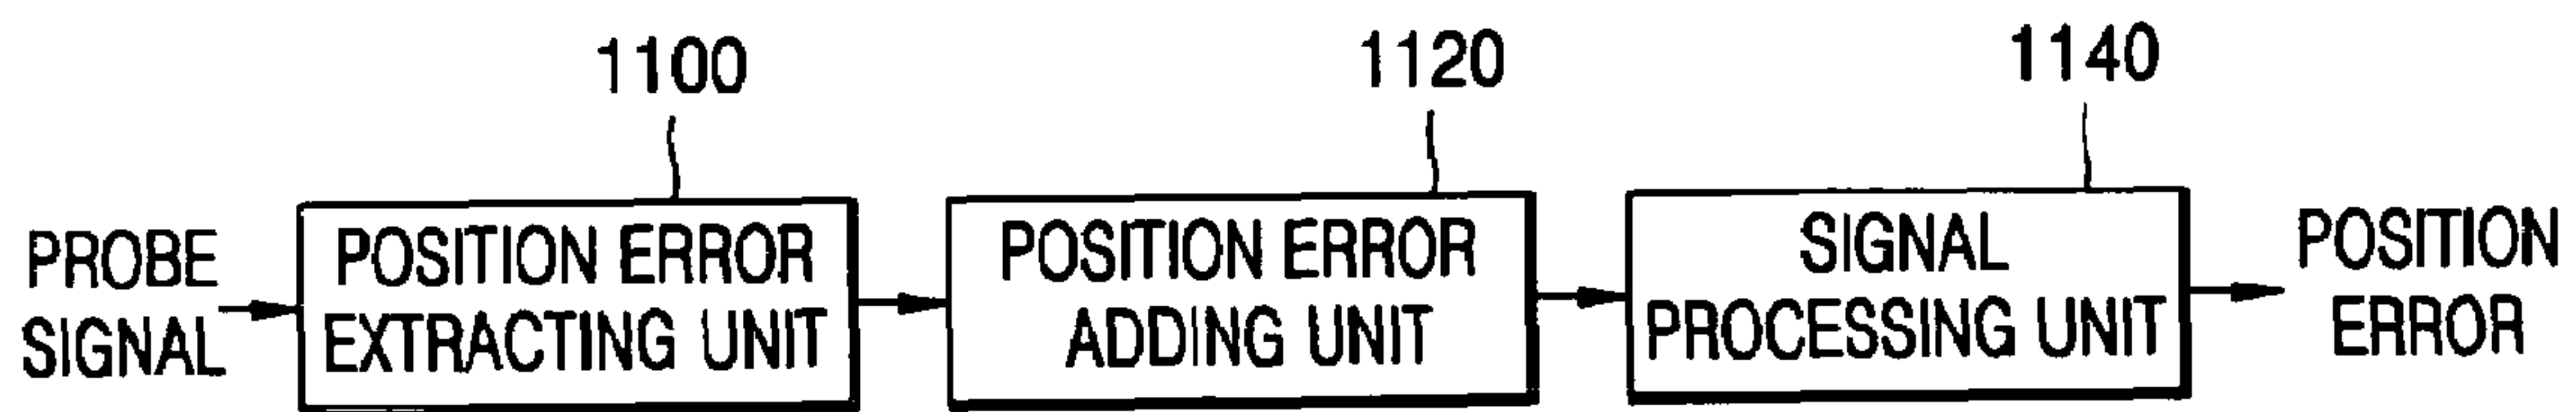 1100
1120
1140
PROBE
SIGNAL
POSITION ERROR
EXTRACTING UNIT
POSITION ERROR
ADDING UNIT
SIGNAL
PROCESSING UNIT
POSITION
ERROR